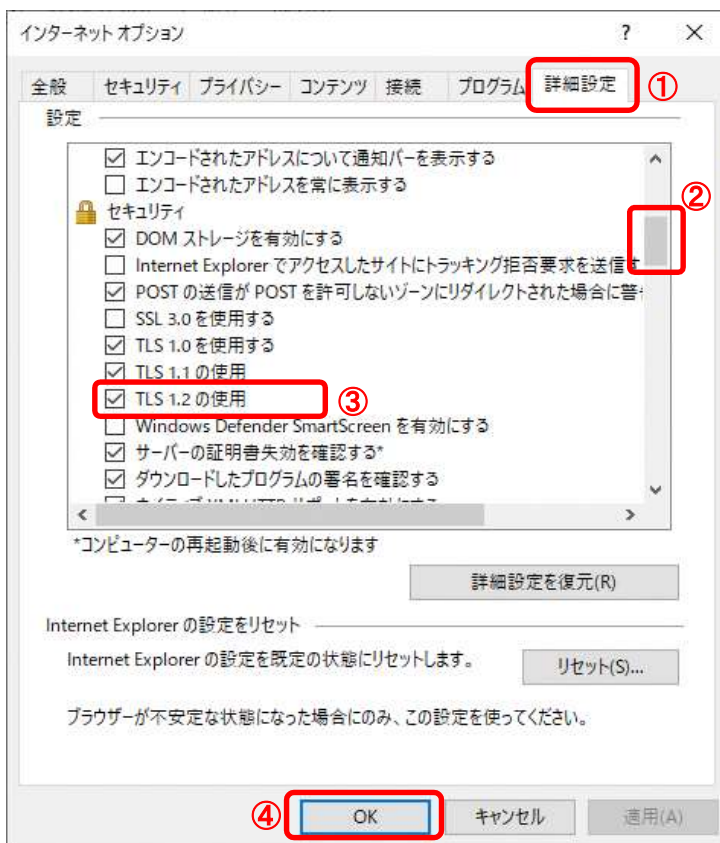 インターネット オプション ? ×
全般 セキュリティ プライバシー コンテンツ 接続 プログラム 詳細設定 ①
設定
エンコードされたアドレスについて通知バーを表示する
エンコードされたアドレスを常に表示する
②
セキュリティ
DOM ストレージを有効にする
Internet Explorer でアクセスしたサイトにトラッキング拒否要求を送信す
POST の送信が POST を許可しないゾーンにリダイレクトされた場合に警
SSL 3.0 を使用する
TLS 1.0 を使用する
TLS 1.1 の使用
TLS 1.2 の使用 ③
Windows Defender SmartScreen を有効にする
サーバーの証明書失効を確認する*
ダウンロードしたプログラムの署名を確認する
*コンピューターの再起動後に有効になります
詳細設定を復元(R)
Internet Explorer の設定をリセット
Internet Explorer の設定を既定の状態にリセットします。
リセット(S)...
ブラウザーが不安定な状態になった場合にのみ、この設定を使ってください。
④ OK キャンセル 適用(A)